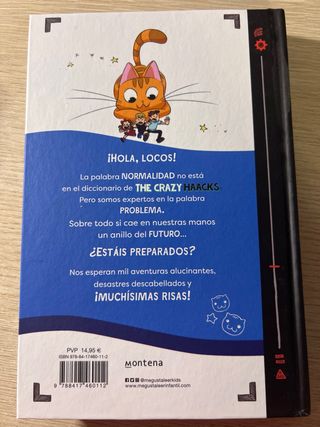 ¡HOLA, LOCOS!
La palabra NORMALIDAD no está
en el diccionario de THE CRAZY HAACKS
Pero somos expertos en la palabra
PROBLEMA.
Sobre todo si cae en nuestras manos
un anillo del FUTURO...
¿ESTÁIS PREPARADOS?
Nos esperan mil aventuras alucinantes,
desastres descabellados y
¡MUCHÍSIMAS RISAS!
PVP 14,95 €
ISBN 978-84-17460-11-2
9 788417 460112
montena
@megustaleerkids
@megustaleerinfantil.com